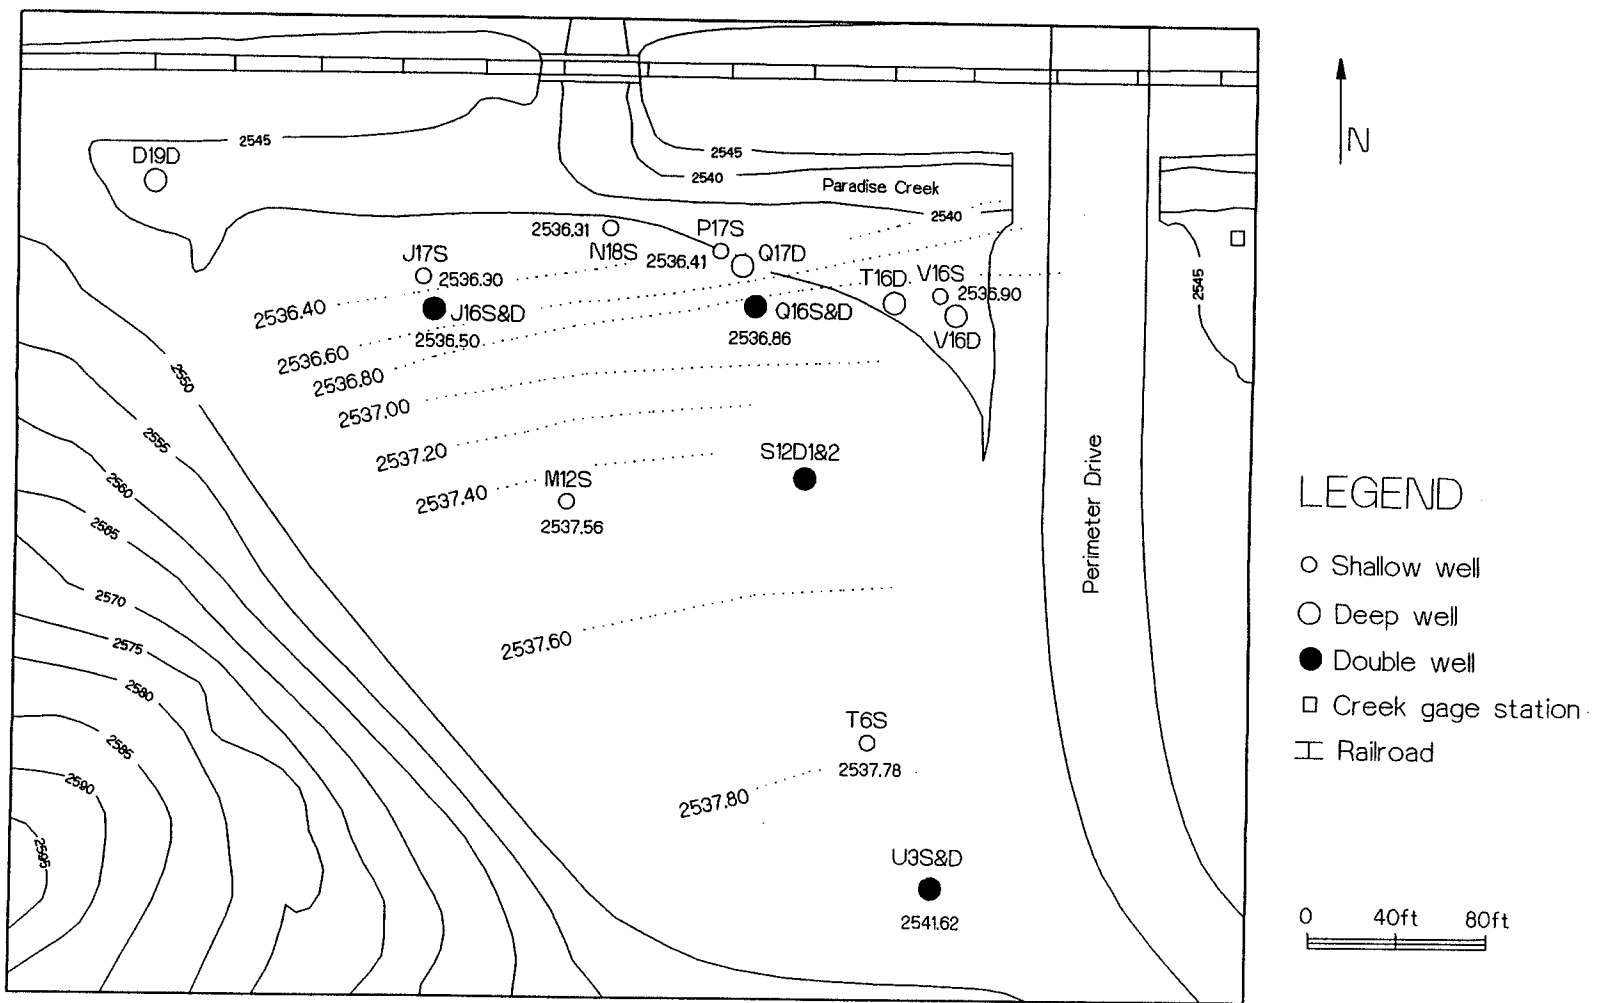 N
2545
2545
D19D
2540
Paradise Creek
2540
P17S
2536.31
N18S
2536.41
Q17D
J17S
2536.30
T16D
V16S
2536.90
2545
2536.40
J16S&D
Q16S&D
2536.50
2536.86
V16D
2536.60
2536.80
2550
2537.00
2555
2537.20
S12D1&2
M12S
2537.40
2560
2537.56
2565
Perimeter Drive
2570
2537.60
2575
2580
T6S
2585
2537.78
2590
2537.80
2595
U3S&D
2541.62
LEGEND
Shallow well
Deep well
Double well
Creek gage station
Railroad
0 40ft 80ft